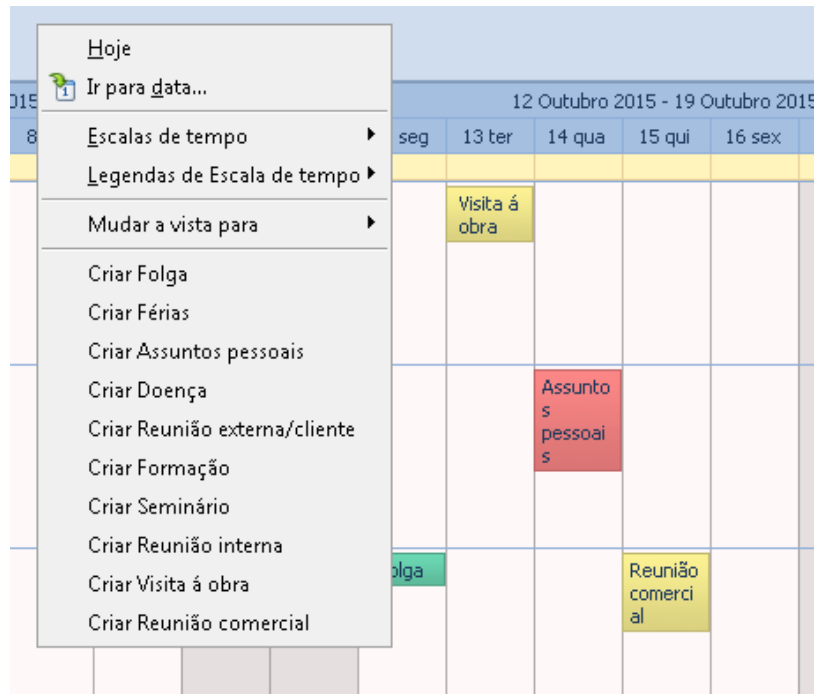 Hoje
Ir para data...
Escalas de tempo
Legendas de Escala de tempo
Mudar a vista para
Criar Folga
Criar Férias
Criar Assuntos pessoais
Criar Doença
Criar Reunião externa/cliente
Criar Formação
Criar Seminário
Criar Reunião interna
Criar Visita á obra
Criar Reunião comercial
015
12 Outubro 2015 - 19 Outubro 2015
8
seg
13 ter
14 qua
15 qui
16 sex
Visita á
obra
Assunto
s
pessoai
s
olga
Reunião
comerci
al